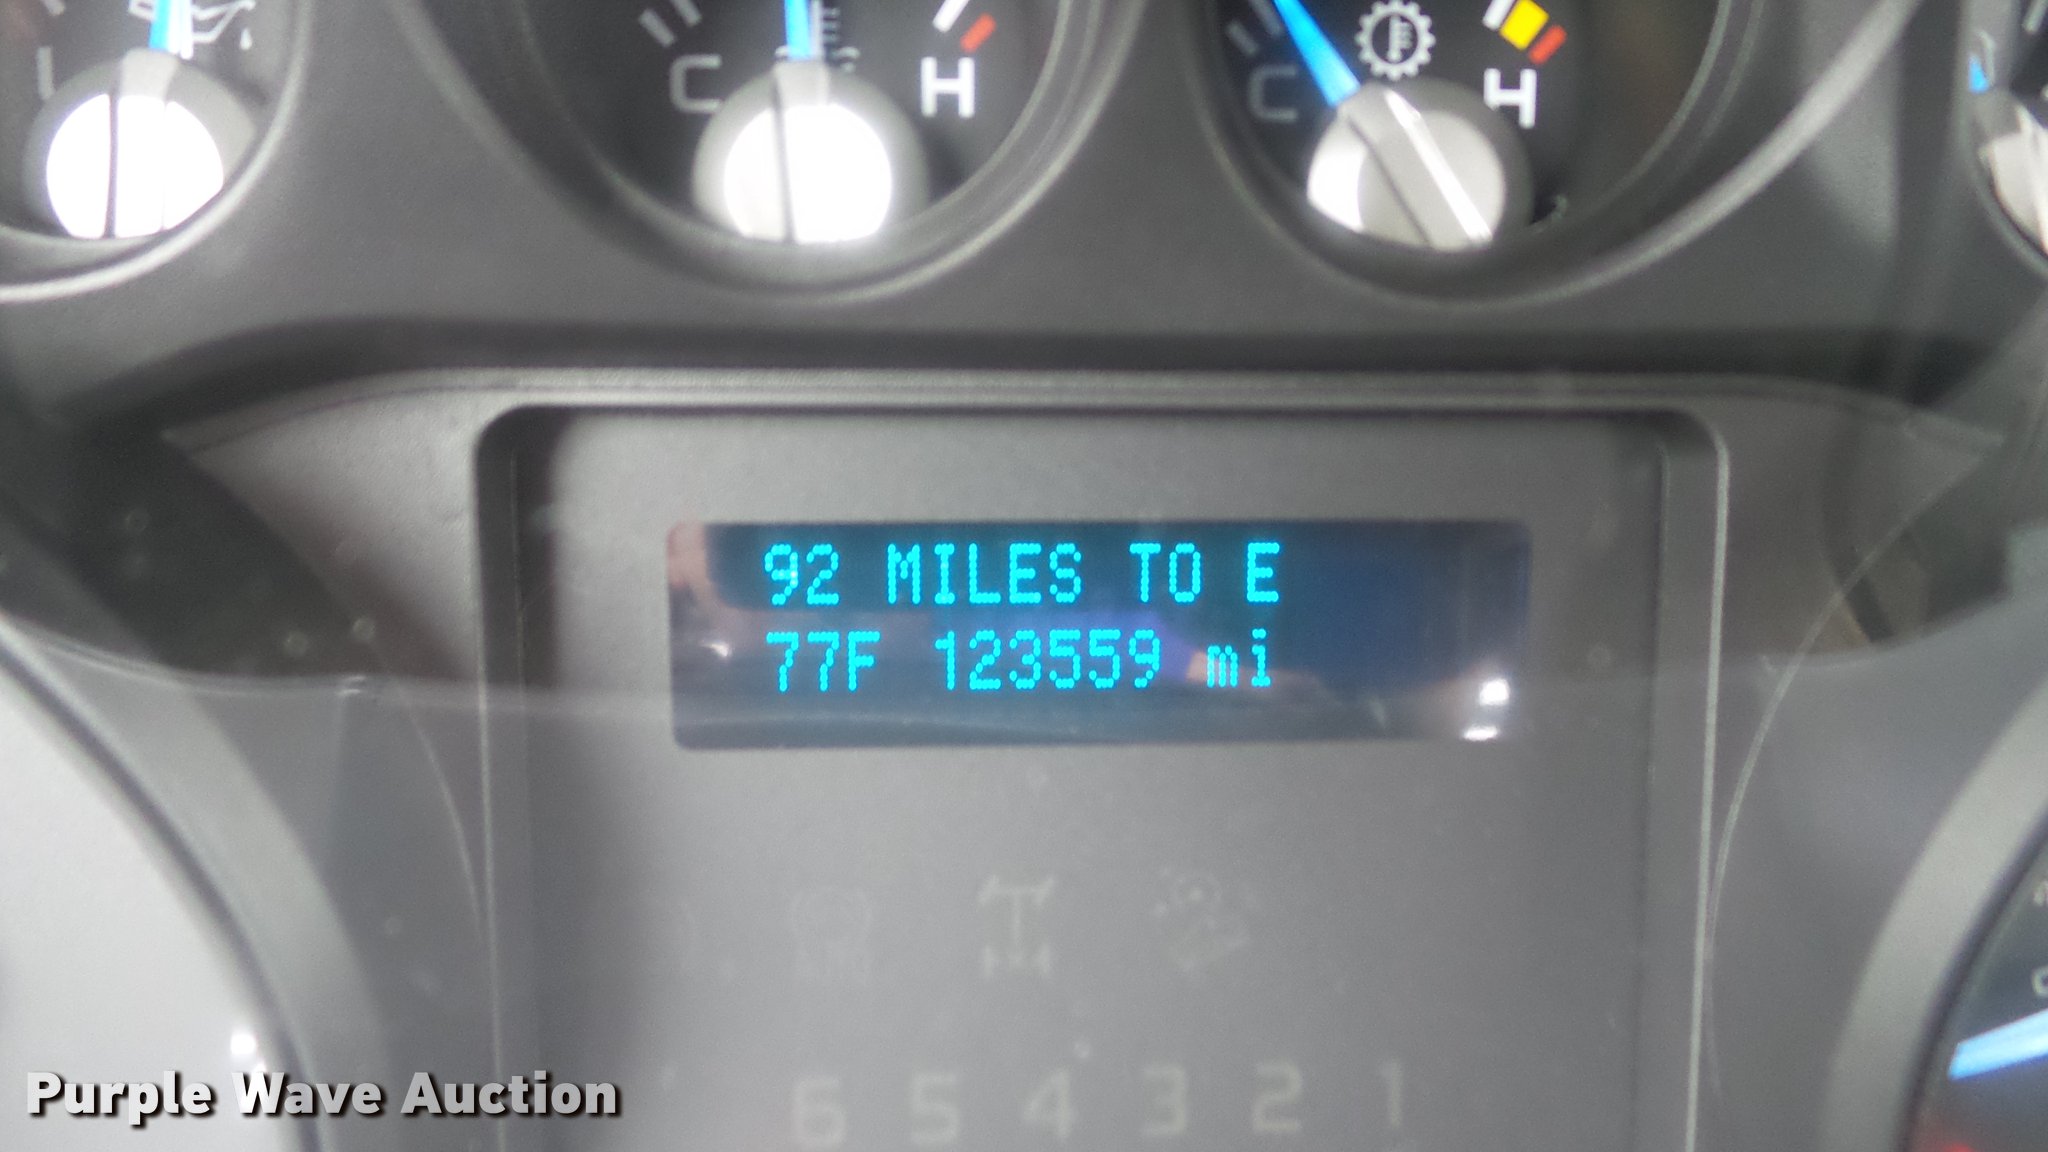 C H C H
92 MILES TO E
77F 123559 mi
6 5 4 3 2 1
Purple Wave Auction